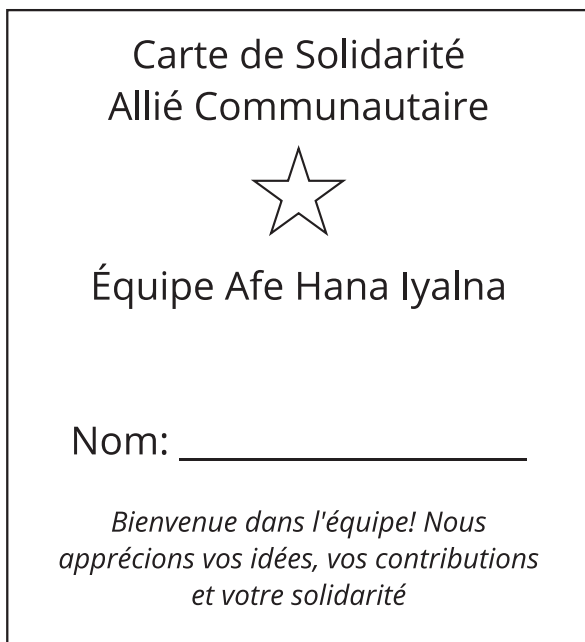 Carte de Solidarité
Allié Communautaire
Équipe Afe Hana Iyalna
Nom: ____________________
Bienvenue dans l'équipe! Nous
apprécions vos idées, vos contributions
et votre solidarité